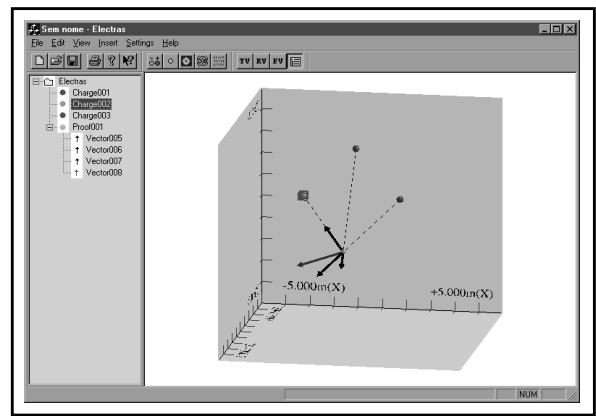 Sem nome - Electras
File Edit View Insert Settings Help
TV RV FV
Electras
Charge001
Charge002
Charge003
Proof001
Vector005
Vector006
Vector007
Vector008
-5.000m(X)
+5.000m(X)
NUM